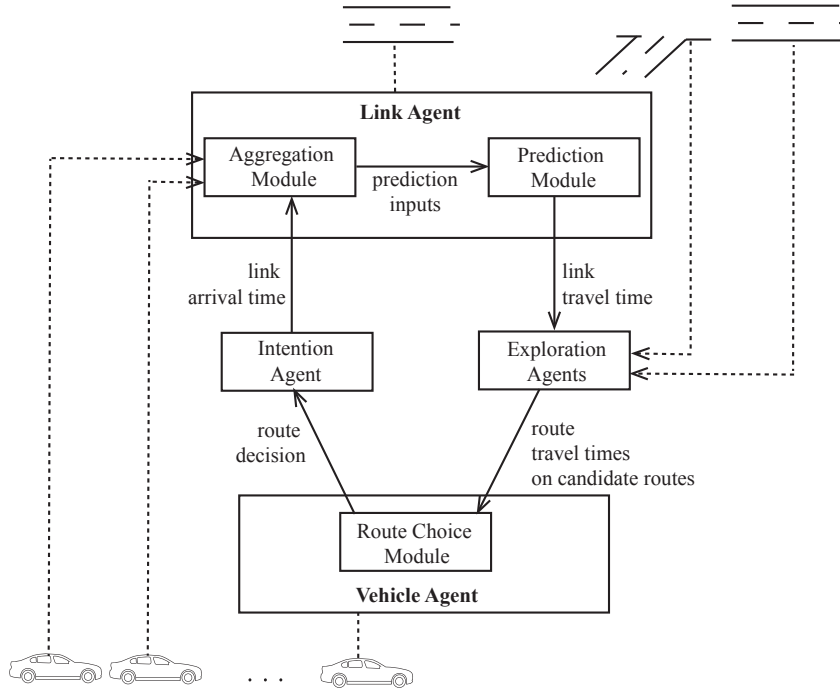 Link Agent
Aggregation
Module
prediction
inputs
Prediction
Module
link
arrival time
link
travel time
Intention
Agent
Exploration
Agents
route
decision
route
travel times
on candidate routes
Route Choice
Module
Vehicle Agent
. . .